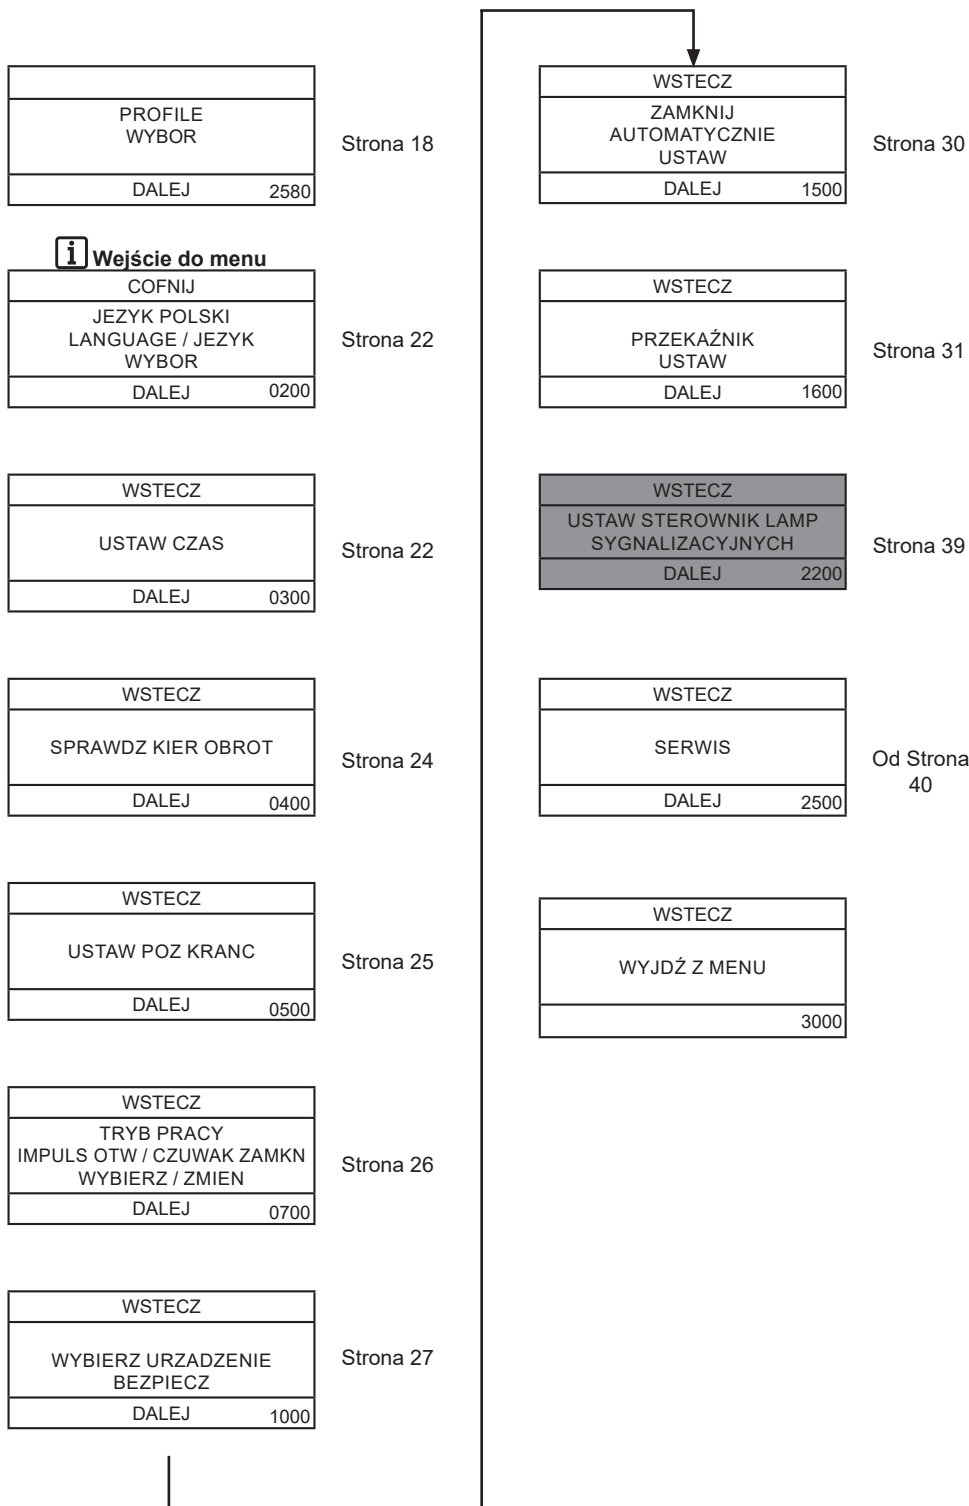 PROFILE
WYBOR
DALEJ 2580
Strona 18
i Wejście do menu
COFNIJ
JEZYK POLSKI
LANGUAGE / JEZYK
WYBOR
DALEJ 0200
Strona 22
WSTECZ
USTAW CZAS
DALEJ 0300
Strona 22
WSTECZ
SPRAWDZ KIER OBROT
DALEJ 0400
Strona 24
WSTECZ
USTAW POZ KRANC
DALEJ 0500
Strona 25
WSTECZ
TRYB PRACY
IMPULS OTW / CZUWAK ZAMKN
WYBIERZ / ZMIEN
DALEJ 0700
Strona 26
WSTECZ
WYBIERZ URZADZENIE
BEZPIECZ
DALEJ 1000
Strona 27
WSTECZ
ZAMKNIJ
AUTOMATYCZNIE
USTAW
DALEJ 1500
Strona 30
WSTECZ
PRZEKAŹNIK
USTAW
DALEJ 1600
Strona 31
WSTECZ
USTAW STEROWNIK LAMP
SYGNALIZACYJNYCH
DALEJ 2200
Strona 39
WSTECZ
SERWIS
DALEJ 2500
Od Strona
40
WSTECZ
WYJDŹ Z MENU
3000